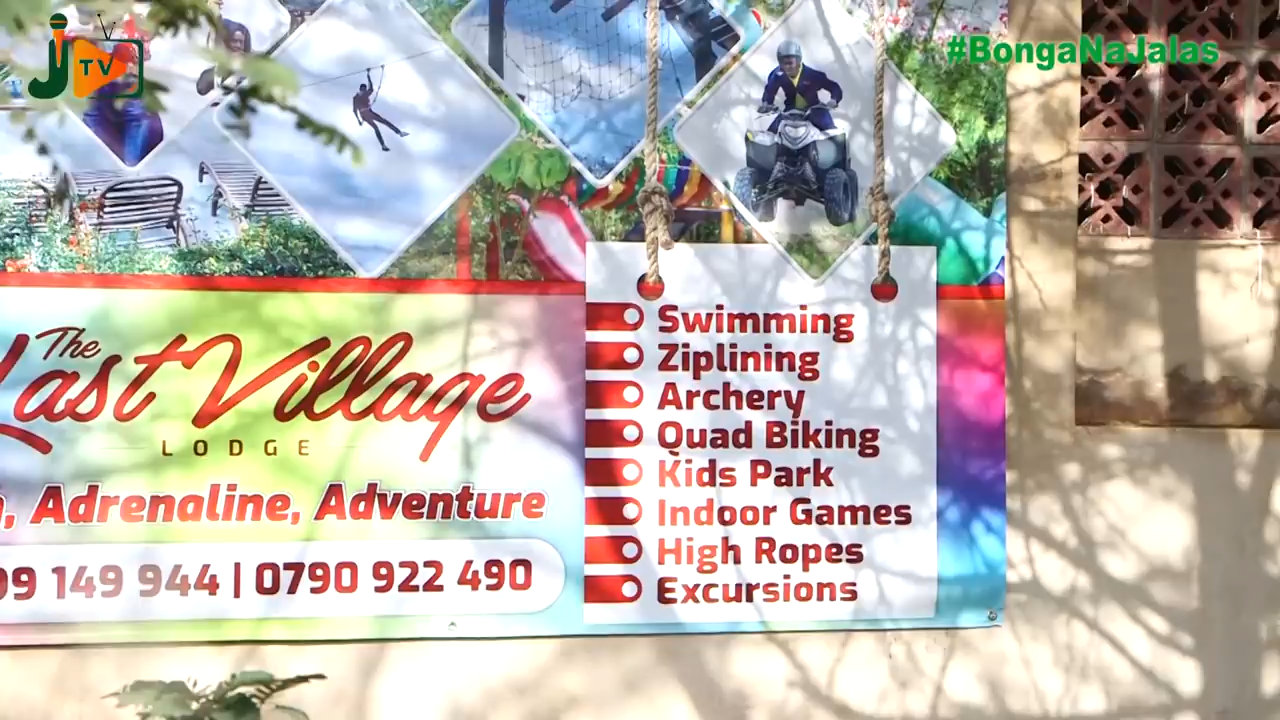 JTV
#BongaNaJalas
The
Last Village
LODGE
, Adrenaline, Adventure
99 149 944 | 0790 922 490
Swimming
Ziplining
Archery
Quad Biking
Kids Park
Indoor Games
High Ropes
Excursions